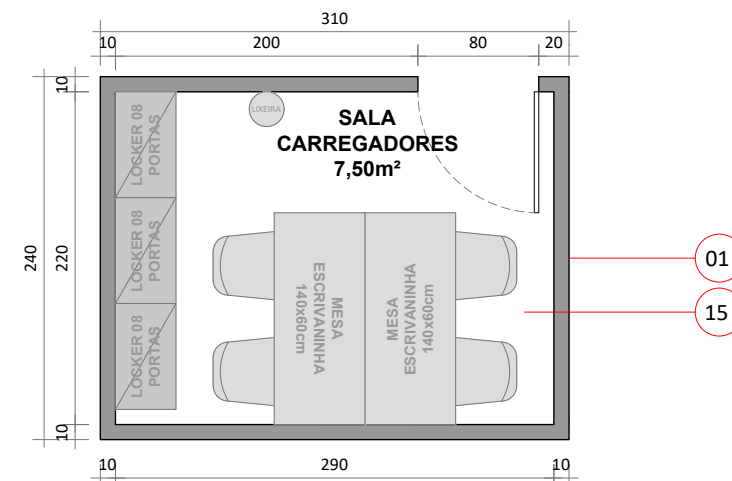 310
10
200
80
20
LIXEIRA
SALA
CARREGADORES
7,50m²
LOCKER 08
PORTAS
LOCKER 08
PORTAS
LOCKER 08
PORTAS
10
240
220
10
MESA
ESCRIVANINHA
140x60cm
MESA
ESCRIVANINHA
140x60cm
01
15
10
290
10